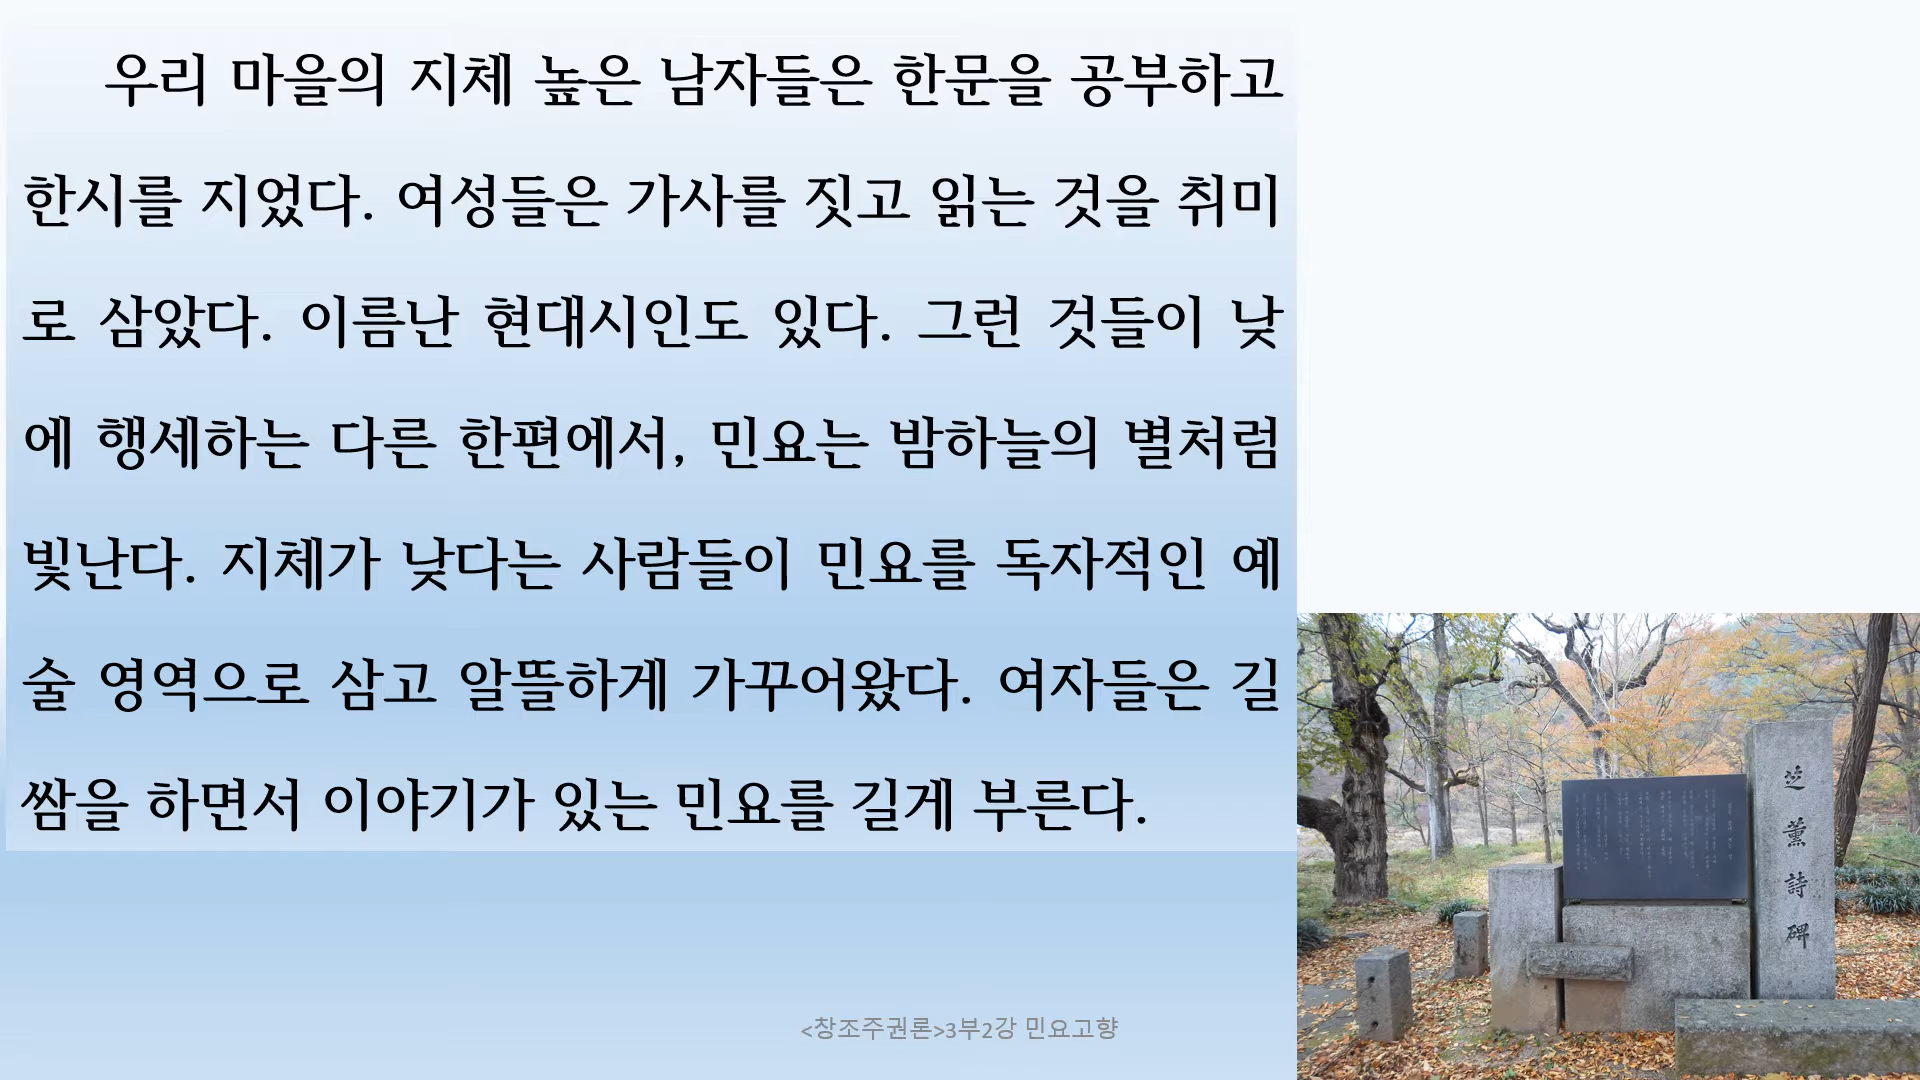 우리 마을의 지체 높은 남자들은 한문을 공부하고
한시를 지었다. 여성들은 가사를 짓고 읽는 것을 취미
로 삼았다. 이름난 현대시인도 있다. 그런 것들이 낮
에 행세하는 다른 한편에서, 민요는 밤하늘의 별처럼
빛난다. 지체가 낮다는 사람들이 민요를 독자적인 예
술 영역으로 삼고 알뜰하게 가꾸어왔다. 여자들은 길
쌈을 하면서 이야기가 있는 민요를 길게 부른다.
芝薰詩碑
<창조주권론>3부2강 민요고향